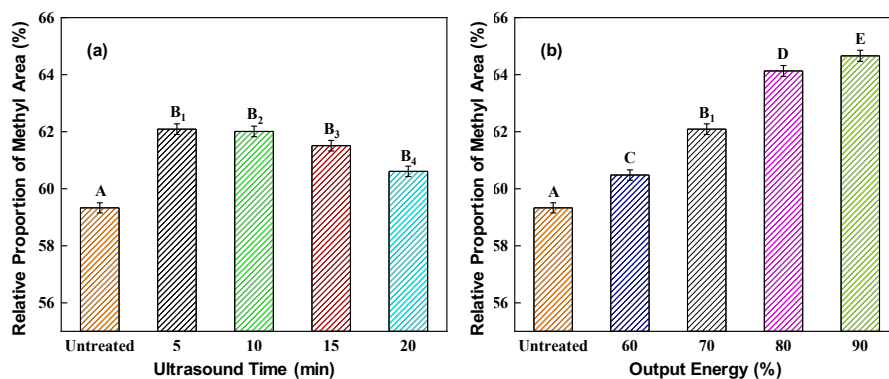 Relative Proportion of Methyl Area (%)
66
64
62
60
58
56
(a)
A
B₁
B₂
B₃
B₄
Untreated 5 10 15 20
Ultrasound Time (min)
Relative Proportion of Methyl Area (%)
66
64
62
60
58
56
(b)
A
C
B₁
D
E
Untreated 60 70 80 90
Output Energy (%)